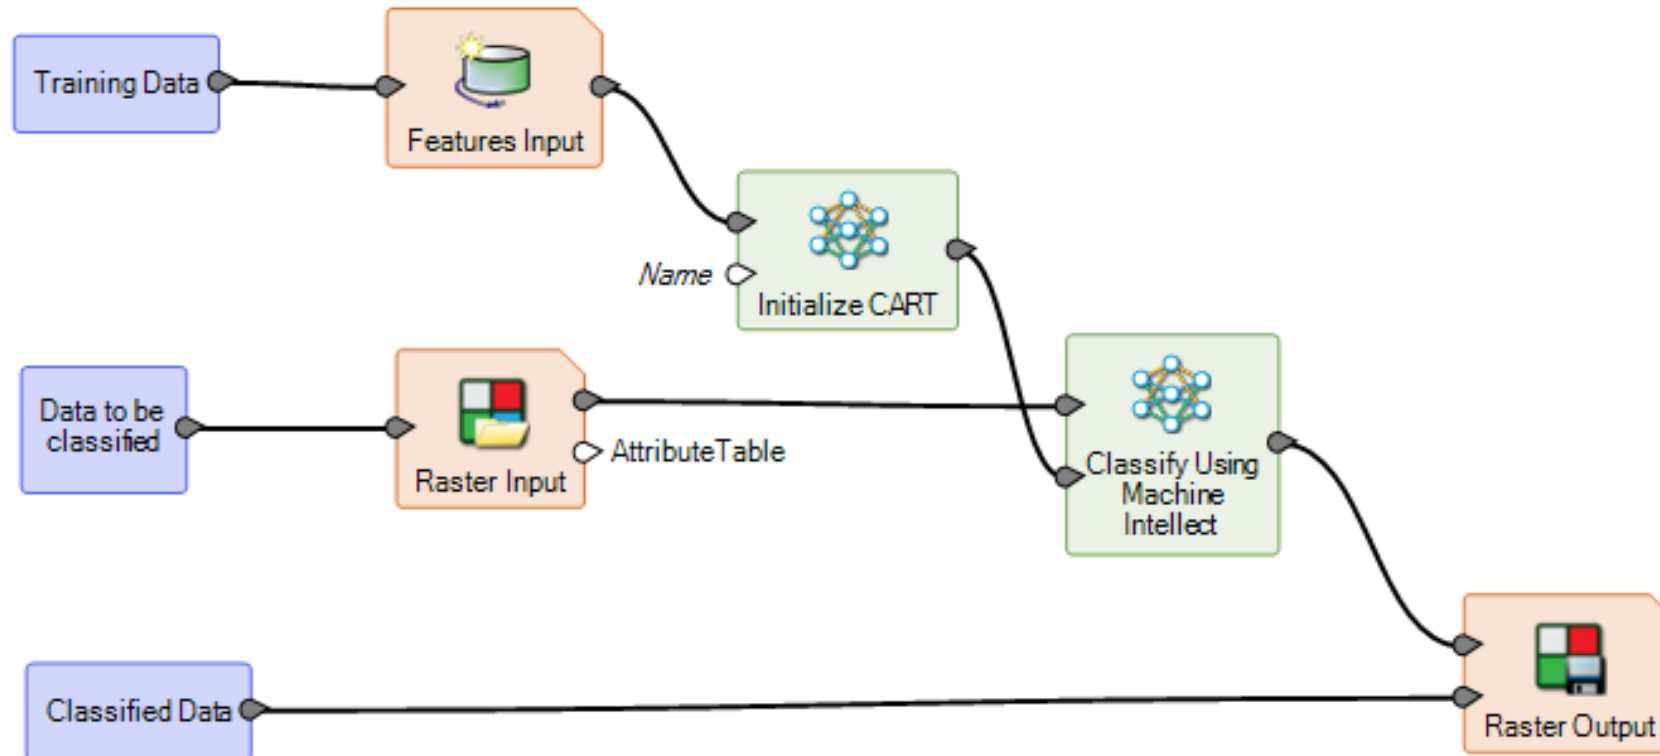 Training Data
Features Input
Name
Initialize CART
Data to be
classified
Raster Input
AttributeTable
Classify Using
Machine
Intellect
Classified Data
Raster Output